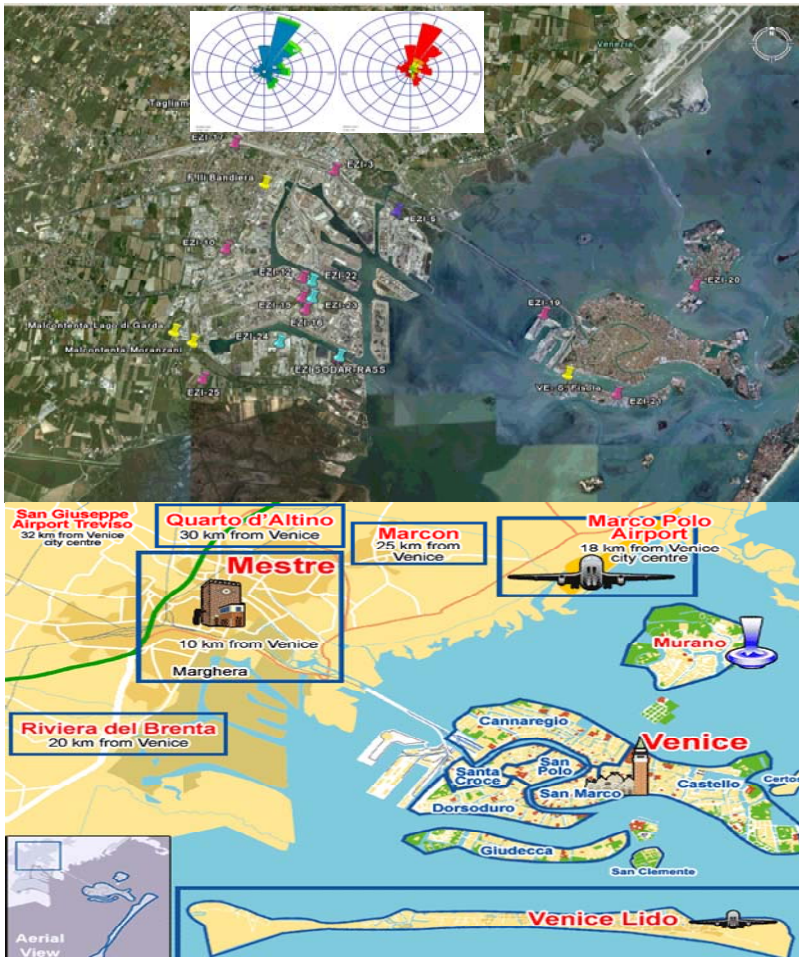 Venezia
EZI-17
EZI-3
F.lli Bandiera
EZI-5
EZI-10
EZI-20
EZI-12
EZI-22
EZI-15
EZI-23
EZI-16
EZI-19
Malcontenta Lago di Garda
EZI-24
Malcontenta Moranzani
EZI SODAR-RASS
EZI-25
EZI-21
San Giuseppe
Airport Treviso
32 km from Venice
city centre
Quarto d'Altino
30 km from Venice
Marcon
25 km from
Venice
Marco Polo
Airport
18 km from Venice
city centre
Mestre
10 km from Venice
Marghera
Murano
Riviera del Brenta
20 km from Venice
Cannaregio
Venice
San
Polo
Santa
Croce
San Marco
Castello
Certos
Dorsoduro
Giudecca
San Clemente
Venice Lido
Aerial
View